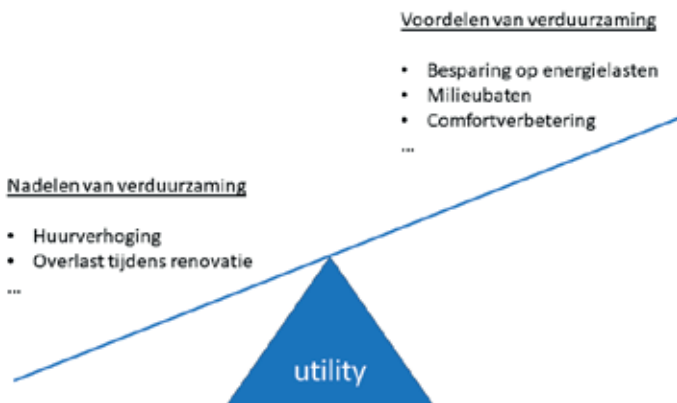 Voordelen van verduurzaming
• Besparing op energielasten
• Milieubaten
• Comfortverbetering
...
Nadelen van verduurzaming
• Huurverhoging
• Overlast tijdens renovatie
...
utility